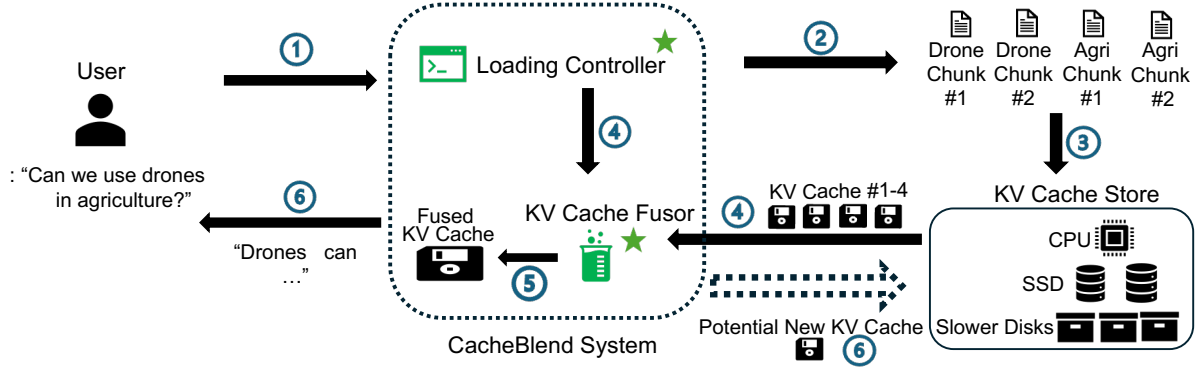 User
: “Can we use drones
in agriculture?”
①
Loading Controller
②
Drone
Chunk
#1
Drone
Chunk
#2
Agri
Chunk
#1
Agri
Chunk
#2
③
④
KV Cache Store
CPU
SSD
Slower Disks
KV Cache #1-4
④
KV Cache Fusor
⑤
Fused
KV Cache
⑥
“Drones can
…”
Potential New KV Cache
⑥
CacheBlend System